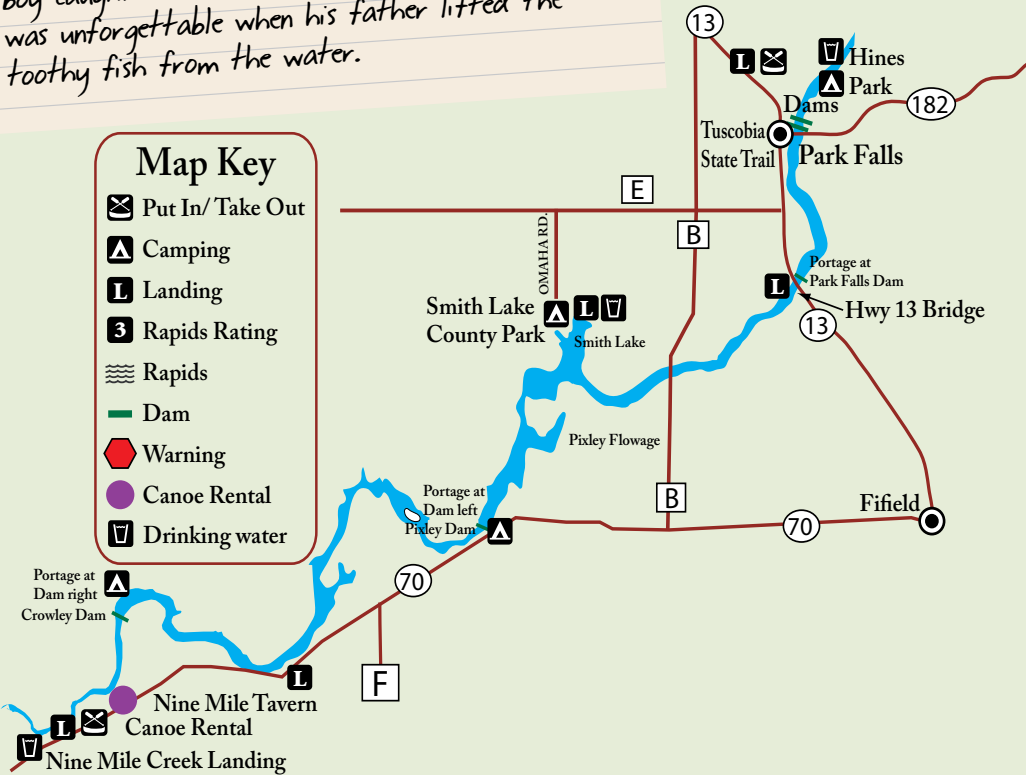 was unforgettable when his father lifted the
toothy fish from the water.
Map Key
Put In/ Take Out
Camping
L
Landing
3
Rapids Rating
Rapids
Dam
Warning
Canoe Rental
Drinking water
13
L
Hines
Park
Dams
182
Tuscobia
State Trail
Park Falls
E
B
OMAHA RD.
Portage at
Park Falls Dam
L
Hwy 13 Bridge
13
Smith Lake
County Park
L
Smith Lake
Pixley Flowage
B
Fifield
70
Portage at
Dam left
Pixley Dam
70
F
Portage at
Dam right
Crowley Dam
L
Nine Mile Tavern
Canoe Rental
L
Nine Mile Creek Landing